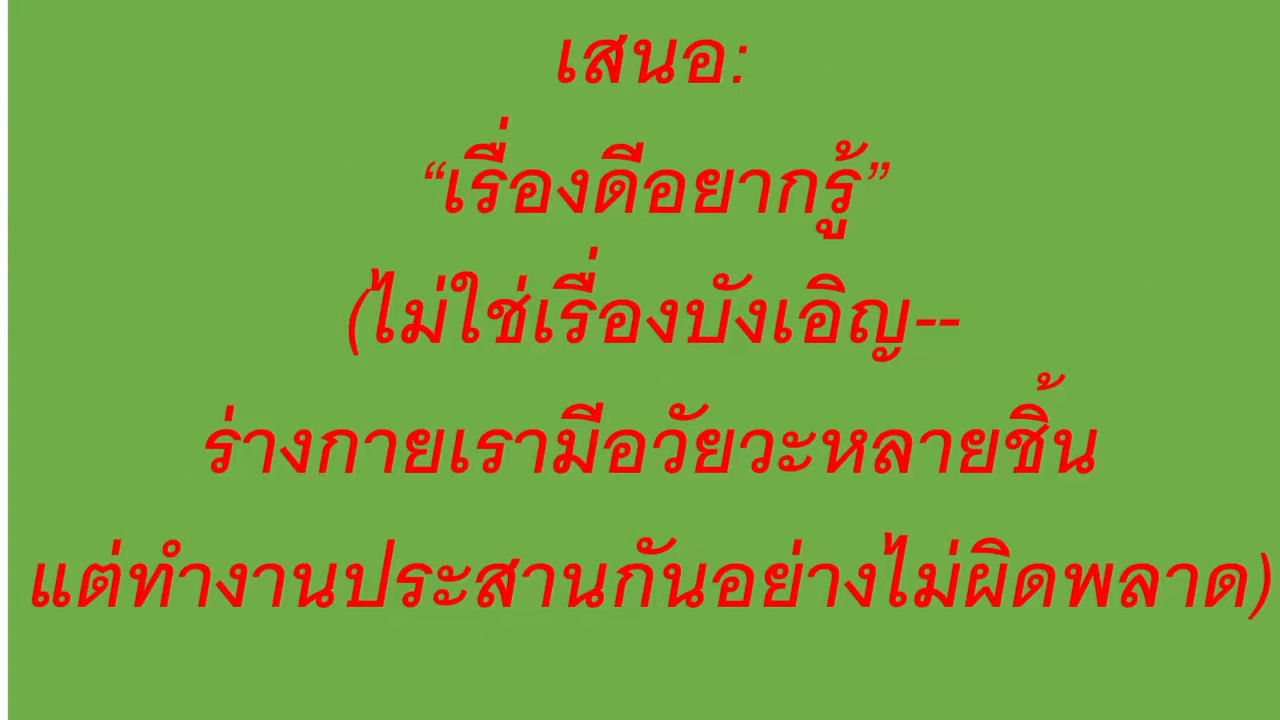 เสนอ:
“เรื่องดีอยากรู้”
(ไม่ใช่เรื่องบังเอิญ--
ร่างกายเรามีอวัยวะหลายชิ้น
แต่ทำงานประสานกันอย่างไม่ผิดพลาด)